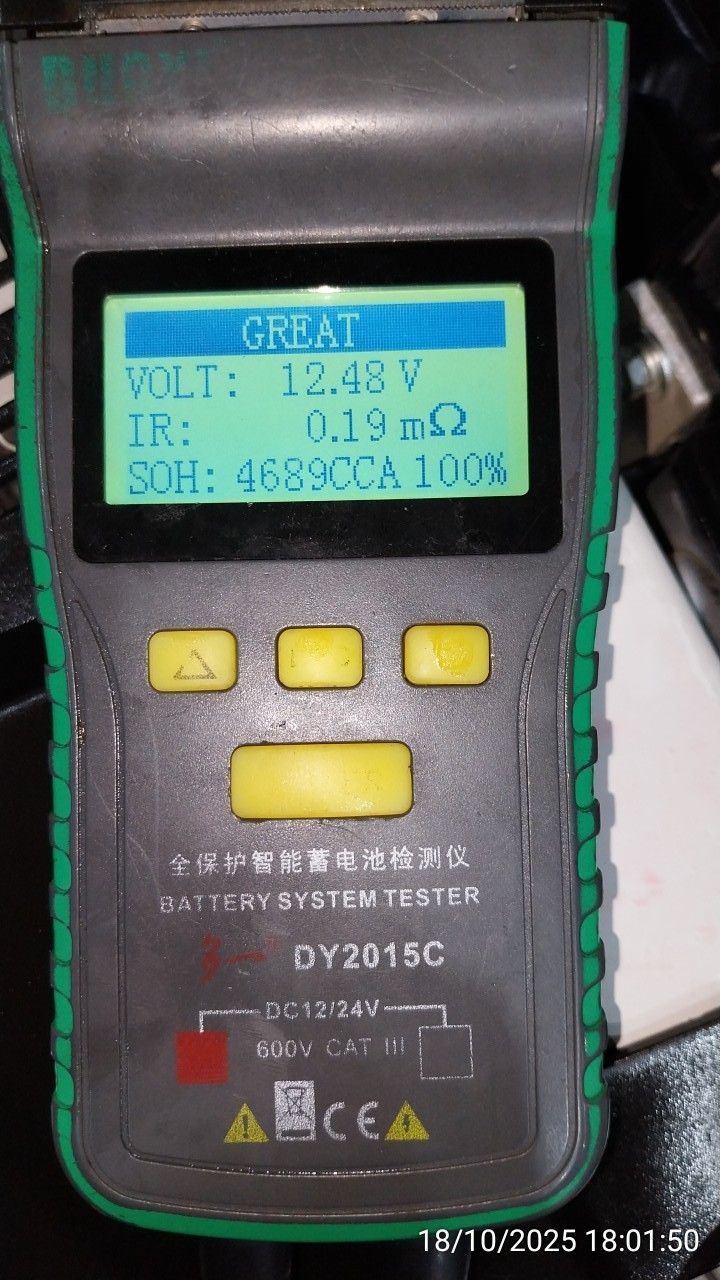 GREAT
VOLT: 12.48 V
IR: 0.19 mΩ
SOH: 4689CCA 100%
全保护智能蓄电池检测仪
BATTERY SYSTEM TESTER
DY2015C
DC12/24V
600V CAT III
CE
18/10/2025 18:01:50